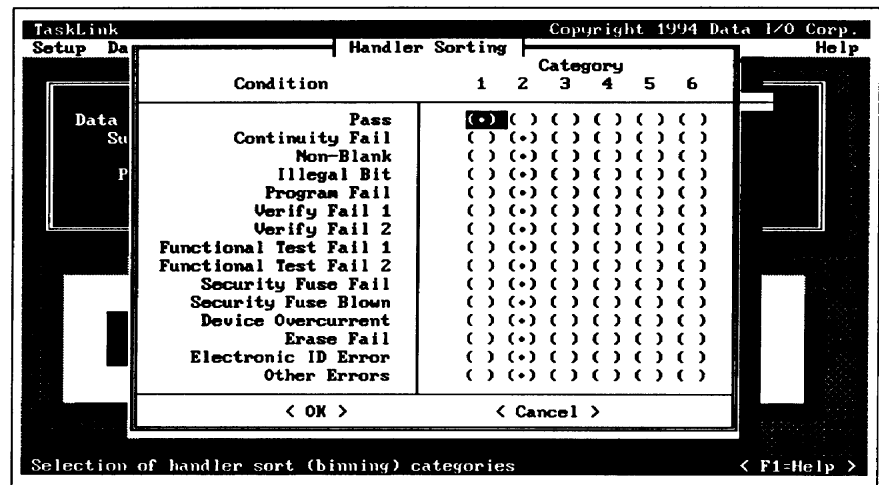 TaskLink Copyright 1994 Data I/O Corp.
Setup Da Help
Handler Sorting
Category
Condition 1 2 3 4 5 6
Data Pass (•) ( ) ( ) ( ) ( ) ( )
Su Continuity Fail ( ) (•) ( ) ( ) ( ) ( )
Non-Blank ( ) (•) ( ) ( ) ( ) ( )
P Illegal Bit ( ) (•) ( ) ( ) ( ) ( )
Program Fail ( ) (•) ( ) ( ) ( ) ( )
Verify Fail 1 ( ) (•) ( ) ( ) ( ) ( )
Verify Fail 2 ( ) (•) ( ) ( ) ( ) ( )
Functional Test Fail 1 ( ) (•) ( ) ( ) ( ) ( )
Functional Test Fail 2 ( ) (•) ( ) ( ) ( ) ( )
Security Fuse Fail ( ) (•) ( ) ( ) ( ) ( )
Security Fuse Blown ( ) (•) ( ) ( ) ( ) ( )
Device Overcurrent ( ) (•) ( ) ( ) ( ) ( )
Erase Fail ( ) (•) ( ) ( ) ( ) ( )
Electronic ID Error ( ) (•) ( ) ( ) ( ) ( )
Other Errors ( ) (•) ( ) ( ) ( ) ( )
< OK > < Cancel >
Selection of handler sort (binning) categories < F1=Help >